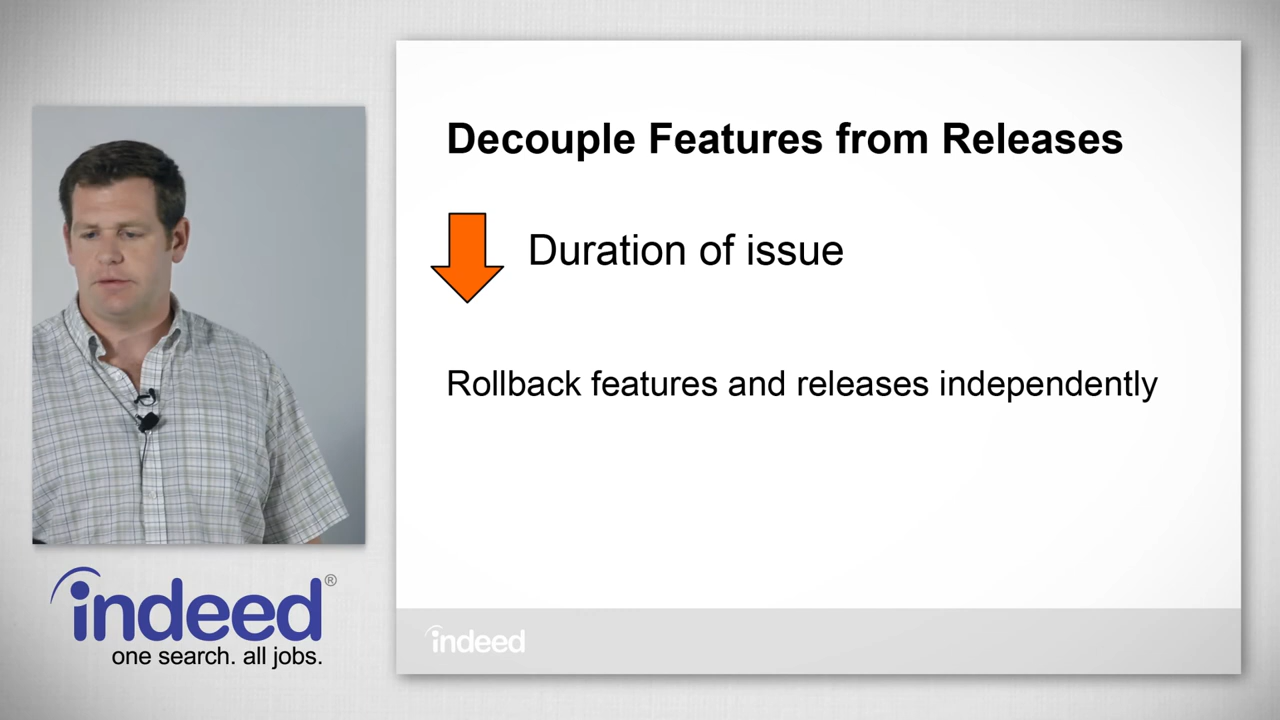 Decouple Features from Releases
Duration of issue
Rollback features and releases independently
indeed®
one search. all jobs.
indeed